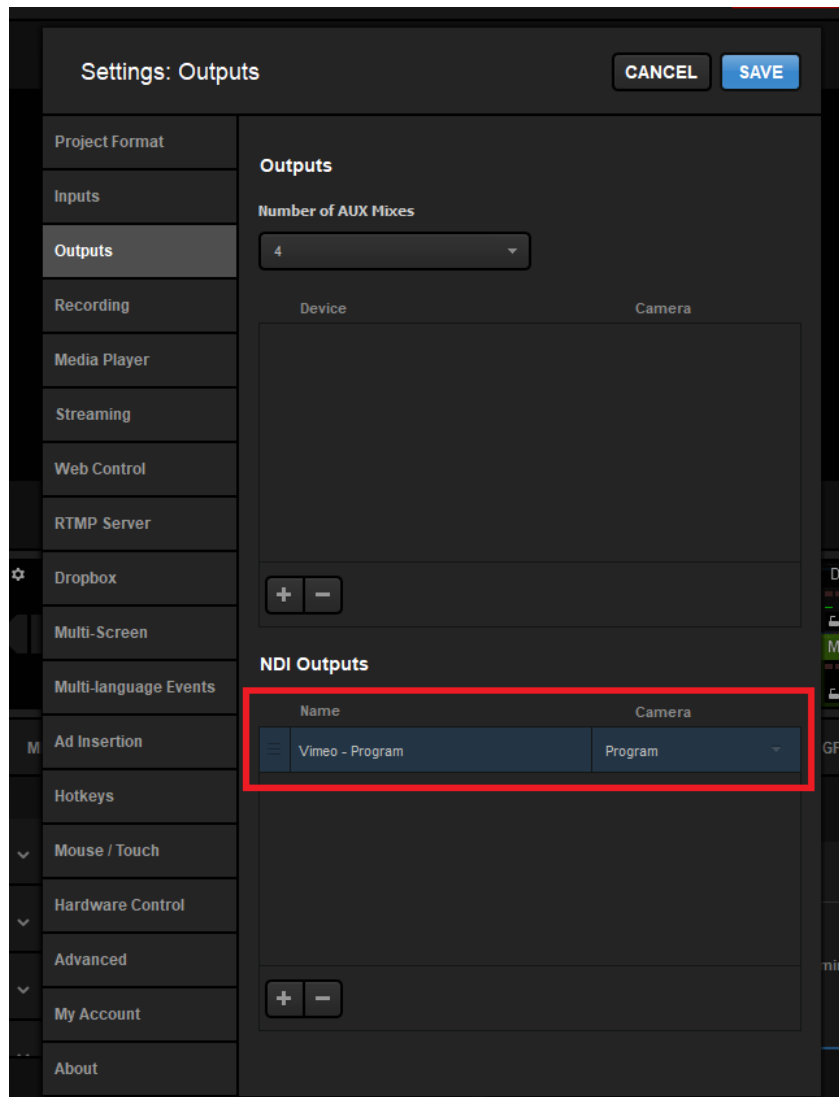 Settings: Outputs
CANCEL
SAVE
Project Format
Inputs
Outputs
Recording
Media Player
Streaming
Web Control
RTMP Server
Dropbox
Multi-Screen
Multi-language Events
Ad Insertion
Hotkeys
Mouse / Touch
Hardware Control
Advanced
My Account
About
Outputs
Number of AUX Mixes
4
Device Camera
+ −
NDI Outputs
Name Camera
Vimeo - Program Program
+ −